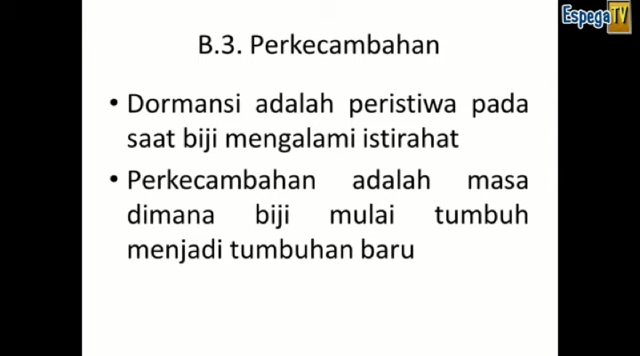 EspegaTV
B.3. Perkecambahan
• Dormansi adalah peristiwa pada
saat biji mengalami istirahat
• Perkecambahan adalah masa
dimana biji mulai tumbuh
menjadi tumbuhan baru